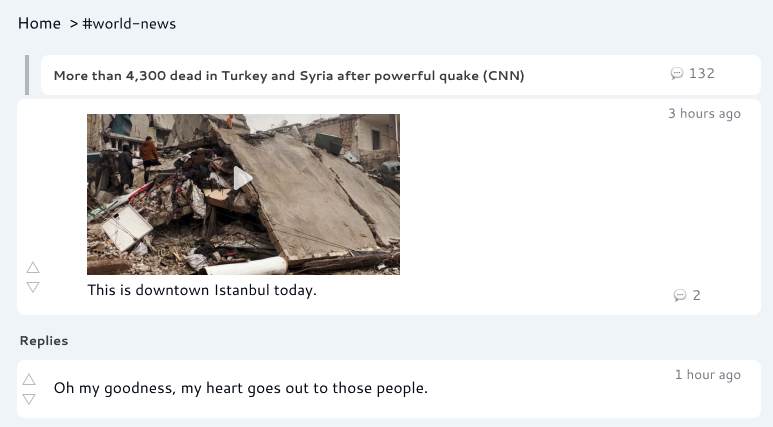 Home > #world-news
More than 4,300 dead in Turkey and Syria after powerful quake (CNN)
132
3 hours ago
This is downtown Istanbul today.
2
Replies
1 hour ago
Oh my goodness, my heart goes out to those people.